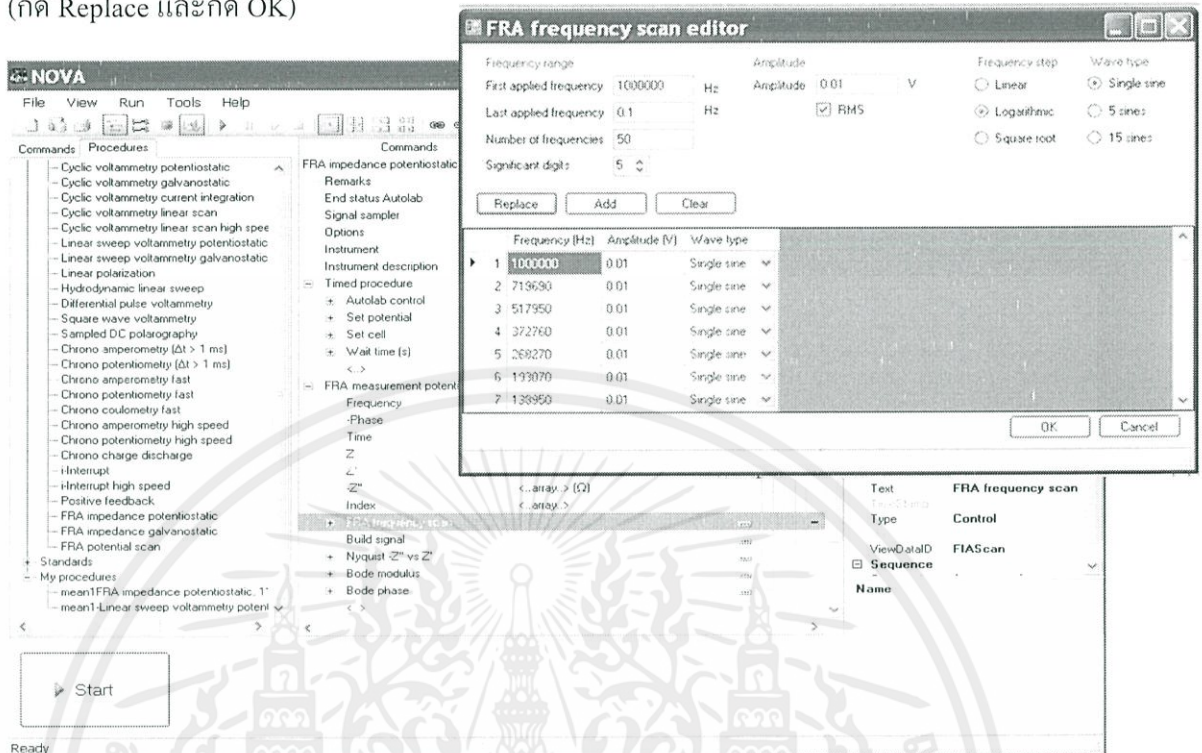 (กด Replace และกด OK)
FRA frequency scan editor
Frequency range
Amplitude
Frequency step
Wave type
First applied frequency 1000000 Hz
Amplitude 0.01 V
Linear
Single sine
Last applied frequency 0.1 Hz
RMS
Logarithmic
5 sines
Number of frequencies 50
Square root
15 sines
Significant digits 5
Replace Add Clear
Frequency (Hz) Amplitude (V) Wave type
1 1000000 0.01 Single sine
2 719690 0.01 Single sine
3 517950 0.01 Single sine
4 372760 0.01 Single sine
5 268270 0.01 Single sine
6 193070 0.01 Single sine
7 138950 0.01 Single sine
OK Cancel
NOVA
File View Run Tools Help
Commands Procedures
Cyclic voltammetry potentiostatic
Cyclic voltammetry galvanostatic
Cyclic voltammetry current integration
Cyclic voltammetry linear scan
Cyclic voltammetry linear scan high spee
Linear sweep voltammetry potentiostatic
Linear sweep voltammetry galvanostatic
Linear polarization
Hydrodynamic linear sweep
Differential pulse voltammetry
Square wave voltammetry
Sampled DC polarography
Chrono amperometry (Δt > 1 ms)
Chrono potentiometry (Δt > 1 ms)
Chrono amperometry fast
Chrono potentiometry fast
Chrono coulometry fast
Chrono amperometry high speed
Chrono potentiometry high speed
Chrono charge discharge
i-Interrupt
i-Interrupt high speed
Positive feedback
FRA impedance potentiostatic
FRA impedance galvanostatic
FRA potential scan
Standards
My procedures
mean1FRA impedance potentiostatic, 1
mean1-Linear sweep voltammetry potent
Commands
FRA impedance potentiostatic
Remarks
End status Autolab
Signal sampler
Options
Instrument
Instrument description
Timed procedure
Autolab control
Set potential
Set cell
Wait time (s)
<..>
FRA measurement potent
Frequency
-Phase
Time
Z
Z'
-Z" <..array..> (Ω)
Index <..array..>
FRA frequency scan
Build signal
Nyquist -Z" vs Z'
Bode modulus
Bode phase
<..>
Text FRA frequency scan
Type Control
ViewDataID FIAScan
Sequence
Name
Start
Ready